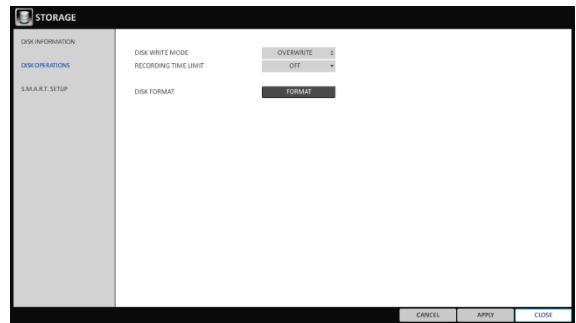 STORAGE
DISK INFORMATION
DISK OPERATIONS
S.M.A.R.T. SETUP
DISK WRITE MODE OVERWRITE
RECORDING TIME LIMIT OFF
DISK FORMAT FORMAT
CANCEL APPLY CLOSE